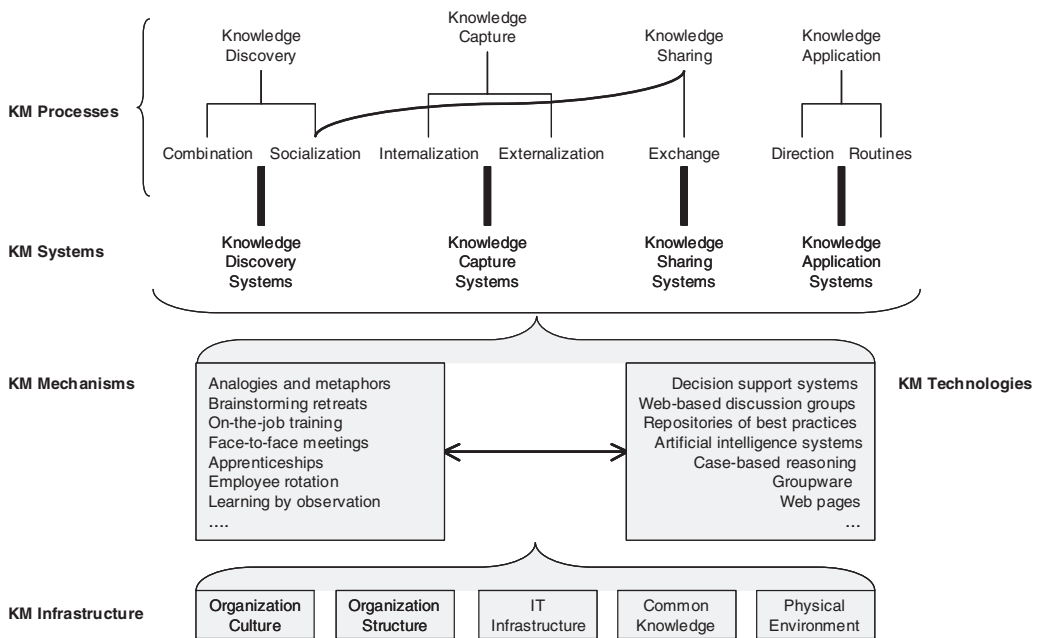 Knowledge
Discovery
Knowledge
Capture
Knowledge
Sharing
Knowledge
Application
KM Processes
Combination
Socialization
Internalization
Externalization
Exchange
Direction
Routines
KM Systems
Knowledge
Discovery
Systems
Knowledge
Capture
Systems
Knowledge
Sharing
Systems
Knowledge
Application
Systems
KM Mechanisms
Analogies and metaphors
Brainstorming retreats
On-the-job training
Face-to-face meetings
Apprenticeships
Employee rotation
Learning by observation
....
Decision support systems
Web-based discussion groups
Repositories of best practices
Artificial intelligence systems
Case-based reasoning
Groupware
Web pages
...
KM Technologies
KM Infrastructure
Organization
Culture
Organization
Structure
IT
Infrastructure
Common
Knowledge
Physical
Environment